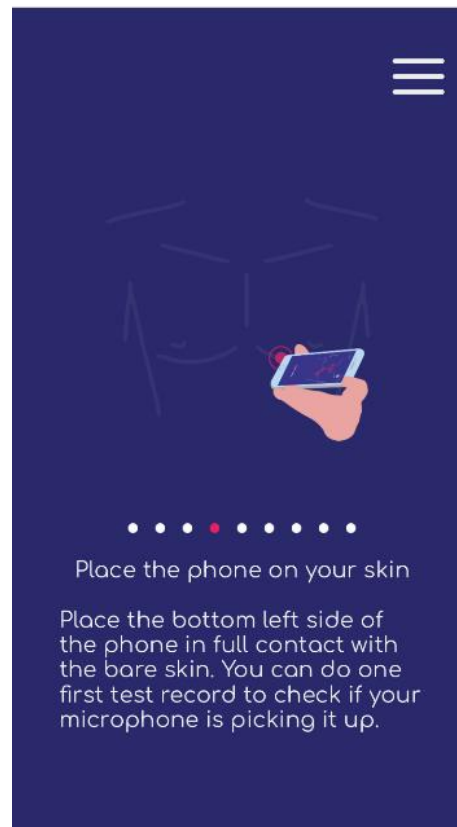 Place the phone on your skin
Place the bottom left side of
the phone in full contact with
the bare skin. You can do one
first test record to check if your
microphone is picking it up.